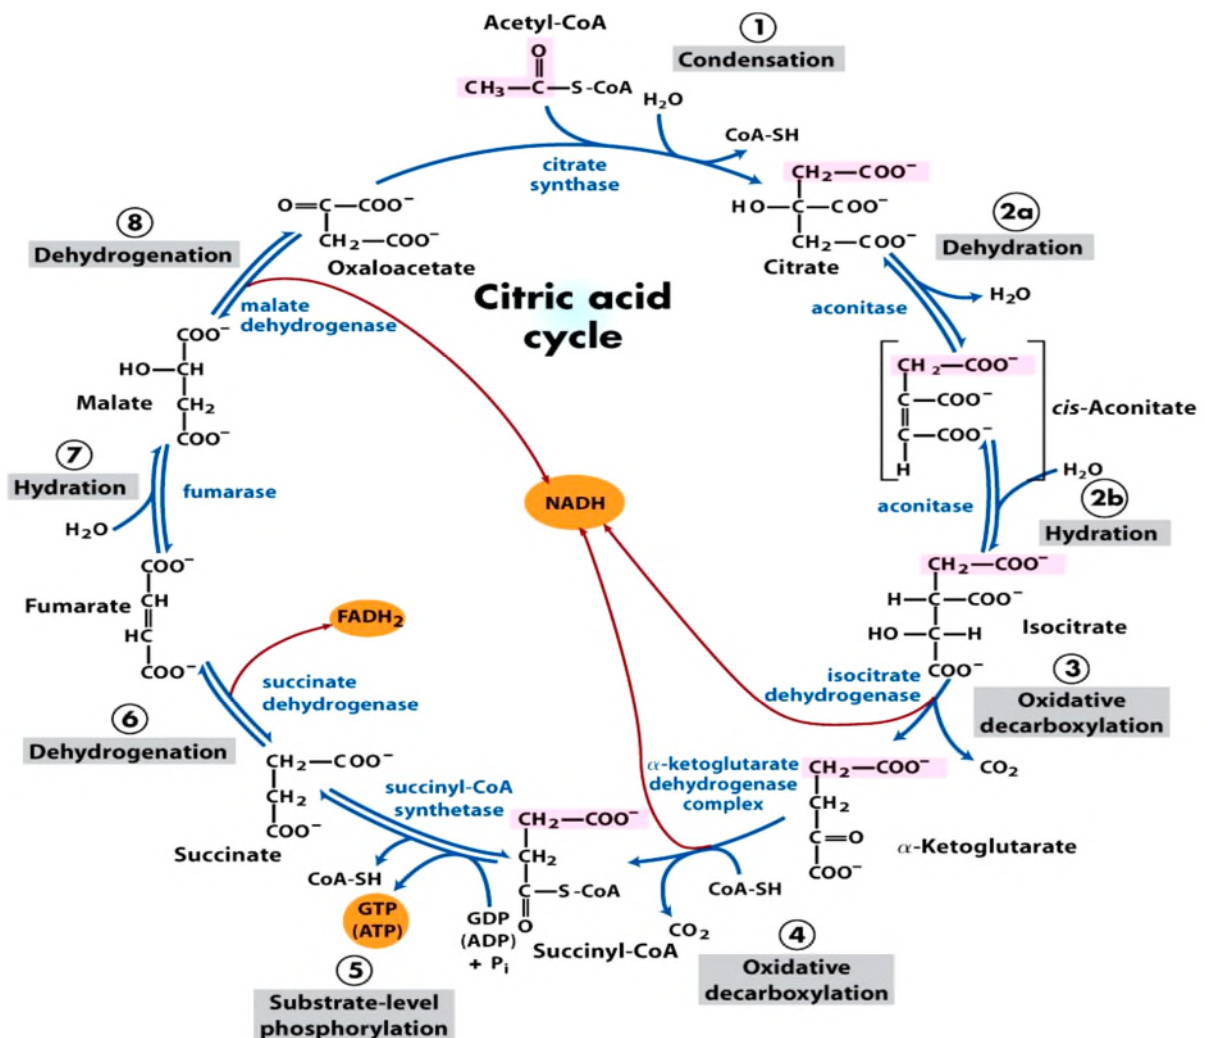 Acetyl-CoA
O
CH₃—C—S-CoA
1
Condensation
H₂O
CoA-SH
citrate
synthase
CH₂—COO⁻
HO—C—COO⁻
CH₂—COO⁻
Citrate
2a
Dehydration
H₂O
aconitase
CH₂—COO⁻
C—COO⁻
C—COO⁻
H
cis-Aconitate
H₂O
aconitase
2b
Hydration
CH₂—COO⁻
H—C—COO⁻
HO—C—H
COO⁻
Isocitrate
3
Oxidative
decarboxylation
isocitrate
dehydrogenase
CO₂
CH₂—COO⁻
CH₂
C=O
COO⁻
α-Ketoglutarate
α-ketoglutarate
dehydrogenase
complex
CoA-SH
CO₂
4
Oxidative
decarboxylation
CH₂—COO⁻
CH₂
C—S-CoA
O
Succinyl-CoA
succinyl-CoA
synthetase
GDP
(ADP)
+ Pᵢ
CoA-SH
GTP
(ATP)
5
Substrate-level
phosphorylation
CH₂—COO⁻
CH₂
COO⁻
Succinate
6
Dehydrogenation
succinate
dehydrogenase
FADH₂
COO⁻
CH
HC
COO⁻
Fumarate
7
Hydration
fumarase
H₂O
COO⁻
HO—CH
CH₂
COO⁻
Malate
8
Dehydrogenation
malate
dehydrogenase
O=C—COO⁻
CH₂—COO⁻
Oxaloacetate
Citric acid
cycle
NADH